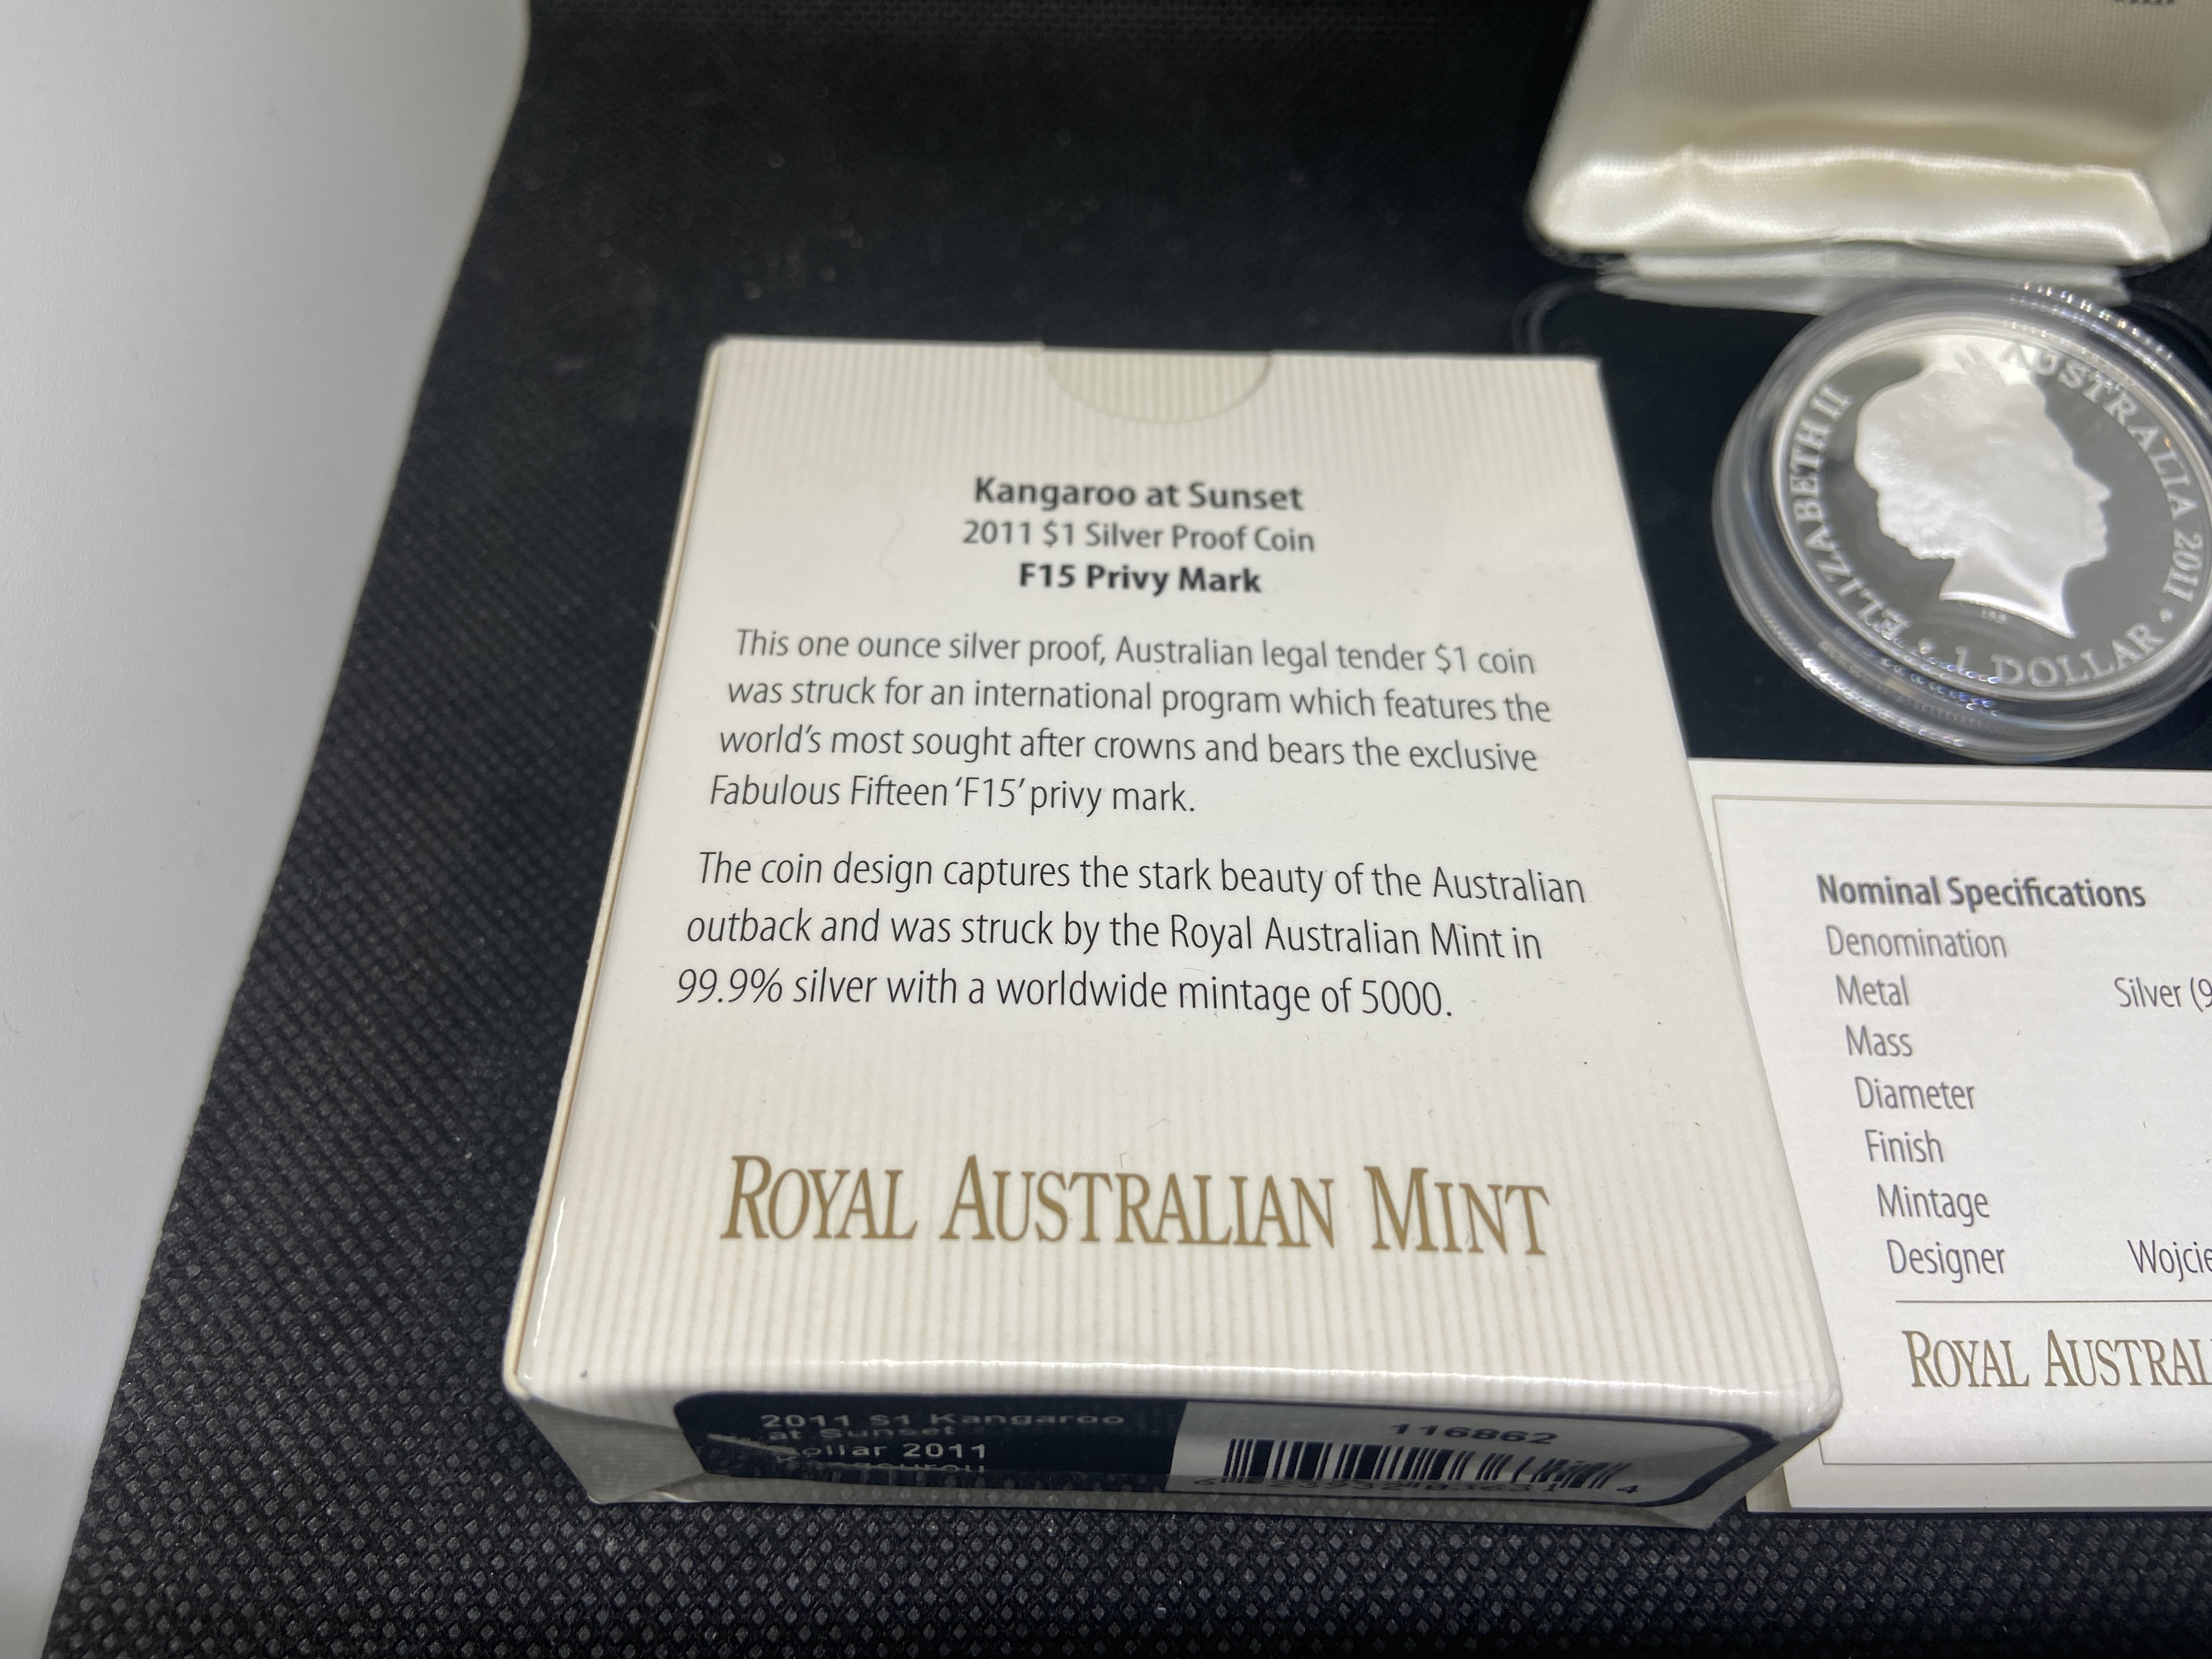 Kangaroo at Sunset
2011 $1 Silver Proof Coin
F15 Privy Mark
This one ounce silver proof, Australian legal tender $1 coin
was struck for an international program which features the
world's most sought after crowns and bears the exclusive
Fabulous Fifteen 'F15' privy mark.
The coin design captures the stark beauty of the Australian
outback and was struck by the Royal Australian Mint in
99.9% silver with a worldwide mintage of 5000.
ROYAL AUSTRALIAN MINT
2011 $1 Kangaroo
at Sunset
2011
116862
ELIZABETH II
AUSTRALIA 2011
1 DOLLAR
Nominal Specifications
Denomination
Metal Silver (9
Mass
Diameter
Finish
Mintage
Designer Wojcie
ROYAL AUSTRAL